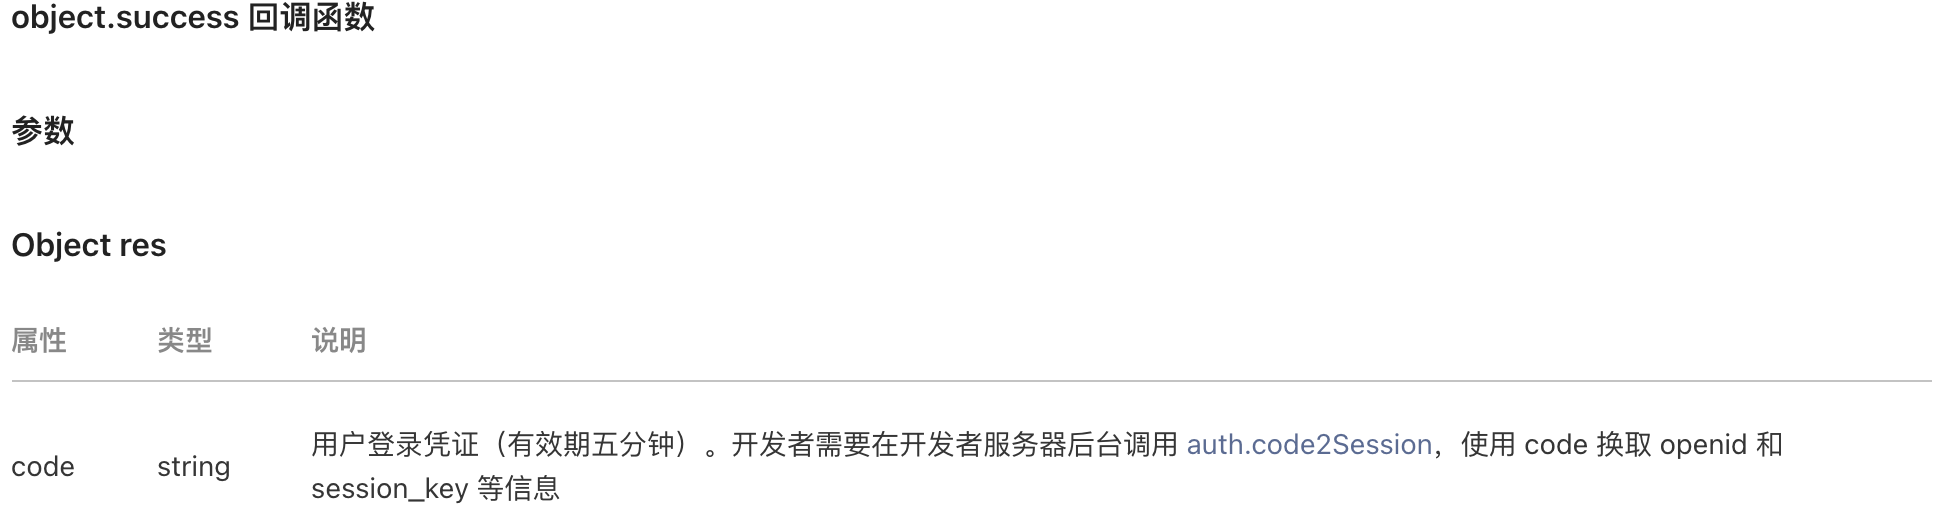 object.success 回调函数
参数
Object res
属性 类型 说明
code string 用户登录凭证（有效期五分钟）。开发者需要在开发者服务器后台调用 auth.code2Session，使用 code 换取 openid 和
session_key 等信息